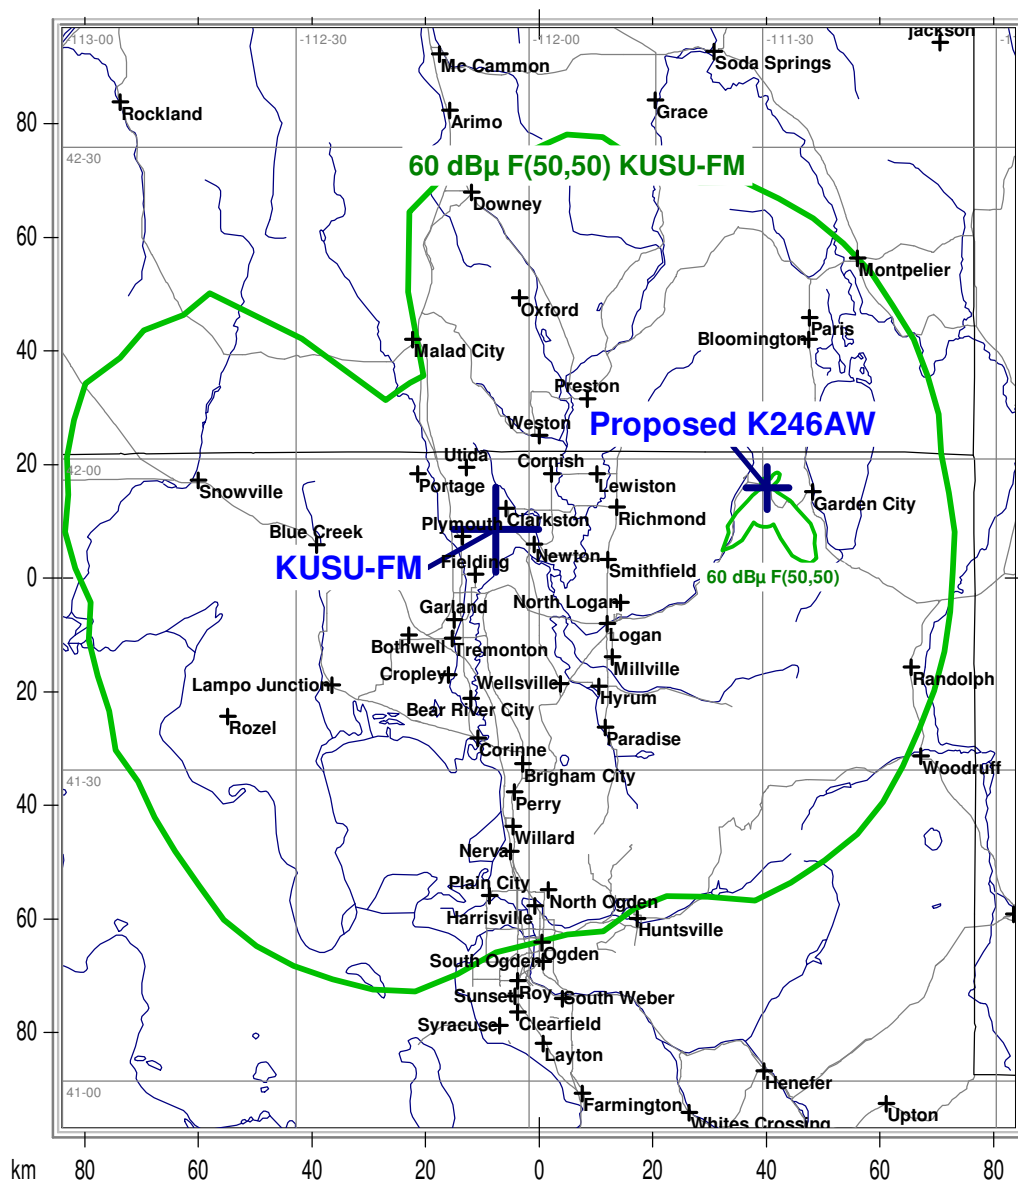 Jackson
-113-00
-112-30
-112-00
-111-30
Mc Cammon
Soda Springs
Rockland
Grace
80
Arimo
42-30
60 dBµ F(50,50) KUSU-FM
Downey
60
Montpelier
Oxford
Paris
Bloomington
40
Malad City
Preston
Weston
Proposed K246AW
Utida
Cornish
20
42-00
Snowville
Portage
Lewiston
Garden City
Clarkston
Richmond
Plymouth
Blue Creek
Newton
KUSU-FM
Fielding
Smithfield
60 dBµ F(50,50)
0
Garland
North Logan
Logan
Bothwell
Tremonton
Millville
Cropley
Wellsville
Randolph
Lampo Junction
20
Hyrum
Bear River City
Rozel
Paradise
Corinne
Woodruff
Brigham City
41-30
Perry
40
Willard
Nerva
Plain City
North Ogden
Harrisville
60
Huntsville
Ogden
South Ogden
Roy
Sunset
South Weber
Syracuse
Clearfield
80
Layton
Henefer
41-00
Farmington
Upton
Whites Crossing
km
80
60
40
20
0
20
40
60
80